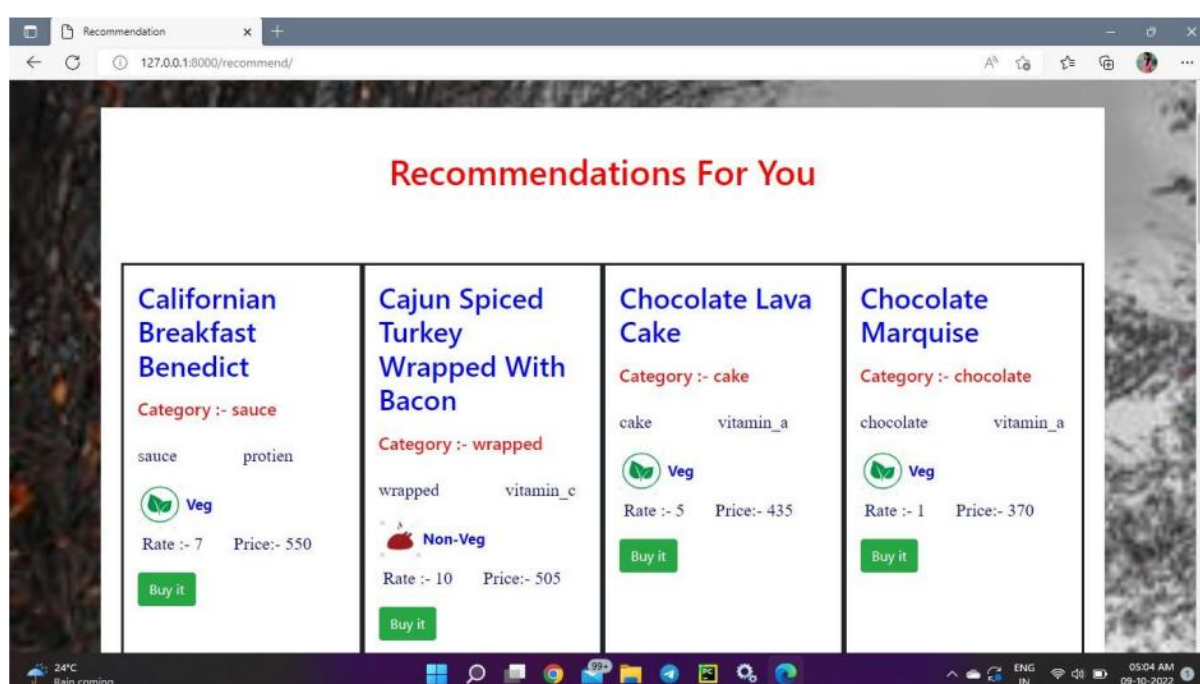 Recommendation
127.0.0.1:8000/recommend/
Recommendations For You
Californian
Breakfast
Benedict
Category :- sauce
sauce protien
Veg
Rate :- 7 Price:- 550
Buy it
Cajun Spiced
Turkey
Wrapped With
Bacon
Category :- wrapped
wrapped vitamin_c
Non-Veg
Rate :- 10 Price:- 505
Buy it
Chocolate Lava
Cake
Category :- cake
cake vitamin_a
Veg
Rate :- 5 Price:- 435
Buy it
Chocolate
Marquise
Category :- chocolate
chocolate vitamin_a
Veg
Rate :- 1 Price:- 370
Buy it
24°C
Rain coming
99+
PC
ENG
IN
05:04 AM
09-10-2022
1